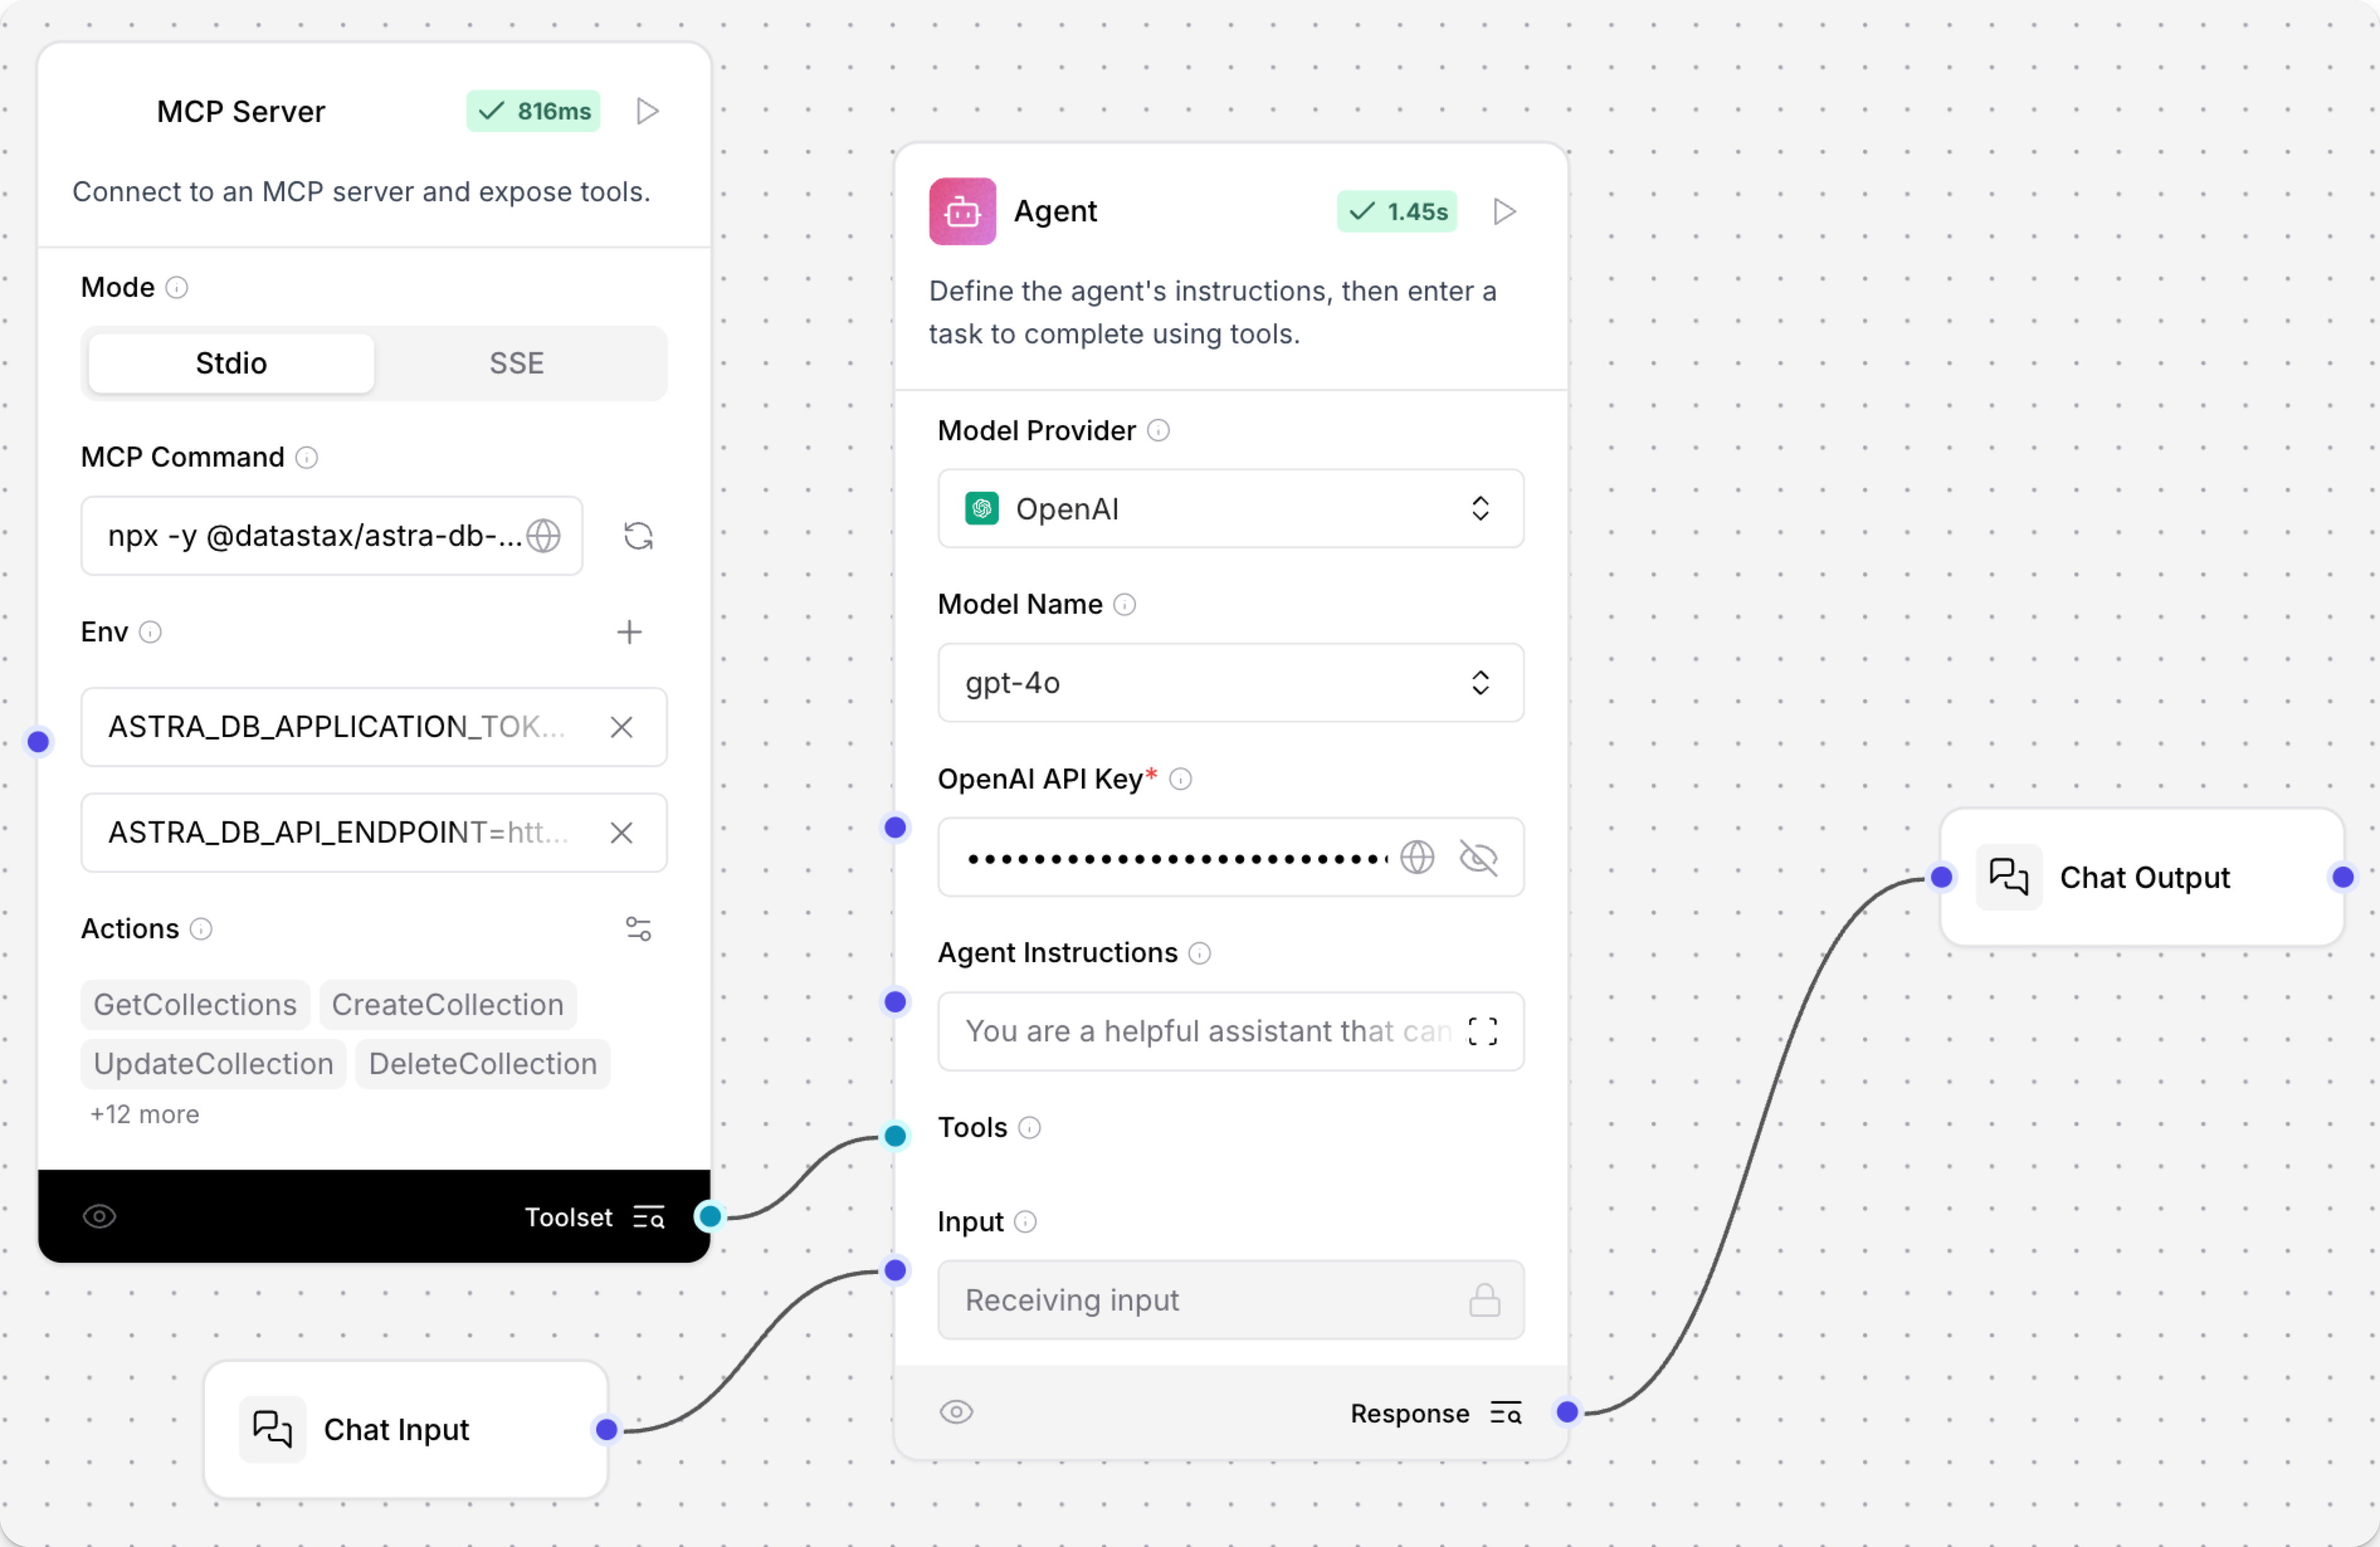 MCP Server
816ms
Connect to an MCP server and expose tools.
Mode
Stdio
SSE
MCP Command
npx -y @datastax/astra-db-...
Env
ASTRA_DB_APPLICATION_TOK...
ASTRA_DB_API_ENDPOINT=htt...
Actions
GetCollections
CreateCollection
UpdateCollection
DeleteCollection
+12 more
Toolset
Chat Input
Agent
1.45s
Define the agent's instructions, then enter a
task to complete using tools.
Model Provider
OpenAI
Model Name
gpt-4o
OpenAI API Key*
Agent Instructions
You are a helpful assistant that can
Tools
Input
Receiving input
Response
Chat Output